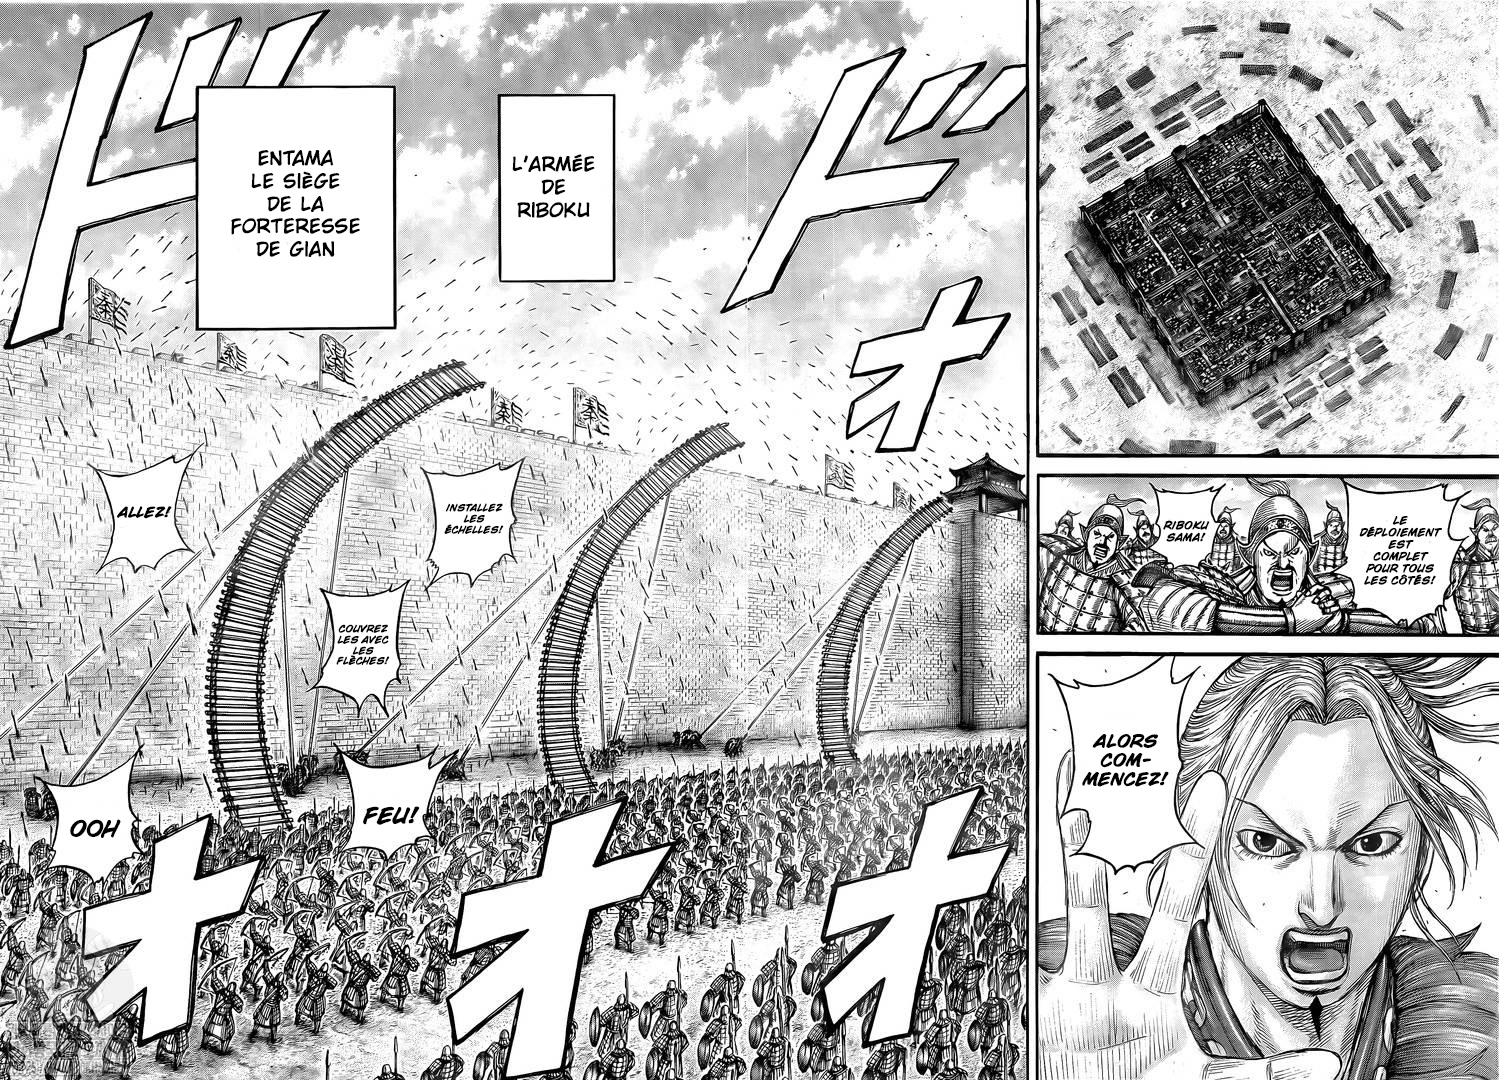 LE
DÉPLOIEMENT
EST
COMPLET
POUR TOUS
LES CÔTÉS!
RIBOKU
SAMA!
ALORS
COM-
MENCEZ!
ド
ド
オ
オ
オ
オ
L'ARMÉE
DE
RIBOKU
ENTAMA
LE SIÈGE
DE LA
FORTERESSE
DE GIAN
INSTALLEZ
LES
ÉCHELLES!
ALLEZ!
COUVREZ
LES AVEC
LES
FLÈCHES!
FEU!
OOH